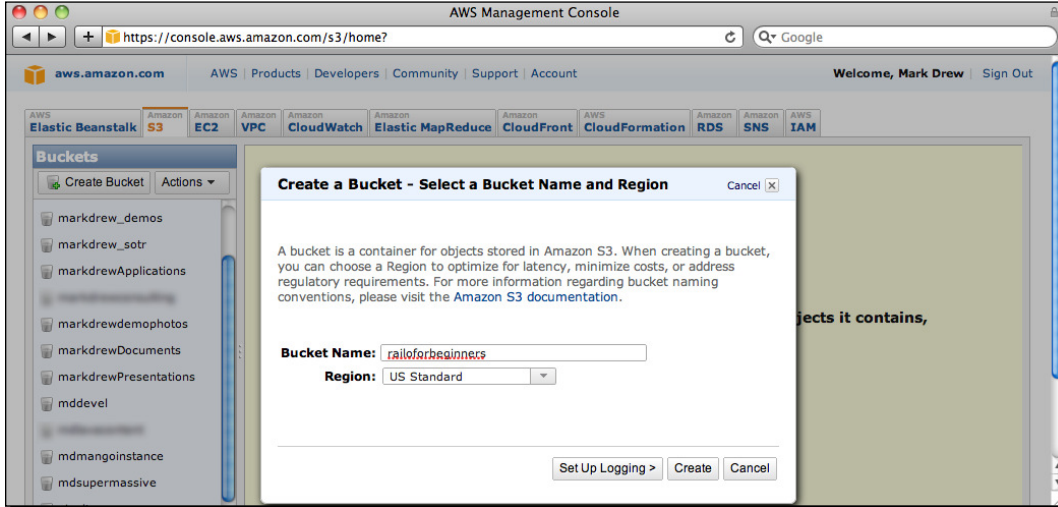 AWS Management Console
https://console.aws.amazon.com/s3/home?
Google
aws.amazon.com
AWS | Products | Developers | Community | Support | Account
Welcome, Mark Drew | Sign Out
AWS Elastic Beanstalk
Amazon S3
Amazon EC2
Amazon VPC
Amazon CloudWatch
Amazon Elastic MapReduce
Amazon CloudFront
AWS CloudFormation
Amazon RDS
Amazon SNS
AWS IAM
Buckets
Create Bucket
Actions
markdrew_demos
markdrew_sotr
markdrewApplications
markdrewdemophotos
markdrewDocuments
markdrewPresentations
mddevel
mdmangoinstance
mdsupermassive
Create a Bucket - Select a Bucket Name and Region
Cancel
A bucket is a container for objects stored in Amazon S3. When creating a bucket,
you can choose a Region to optimize for latency, minimize costs, or address
regulatory requirements. For more information regarding bucket naming
conventions, please visit the Amazon S3 documentation.
Bucket Name: railoforbeginners
Region: US Standard
Set Up Logging >
Create
Cancel
jects it contains,